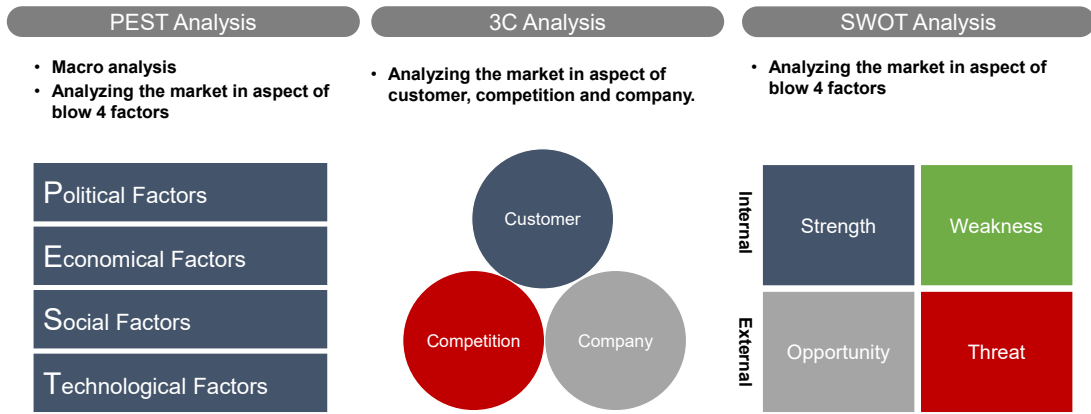 PEST Analysis
• Macro analysis
• Analyzing the market in aspect of
blow 4 factors
Political Factors
Economical Factors
Social Factors
Technological Factors
3C Analysis
• Analyzing the market in aspect of
customer, competition and company.
Customer
Competition
Company
SWOT Analysis
• Analyzing the market in aspect of
blow 4 factors
Internal
Strength
Weakness
External
Opportunity
Threat